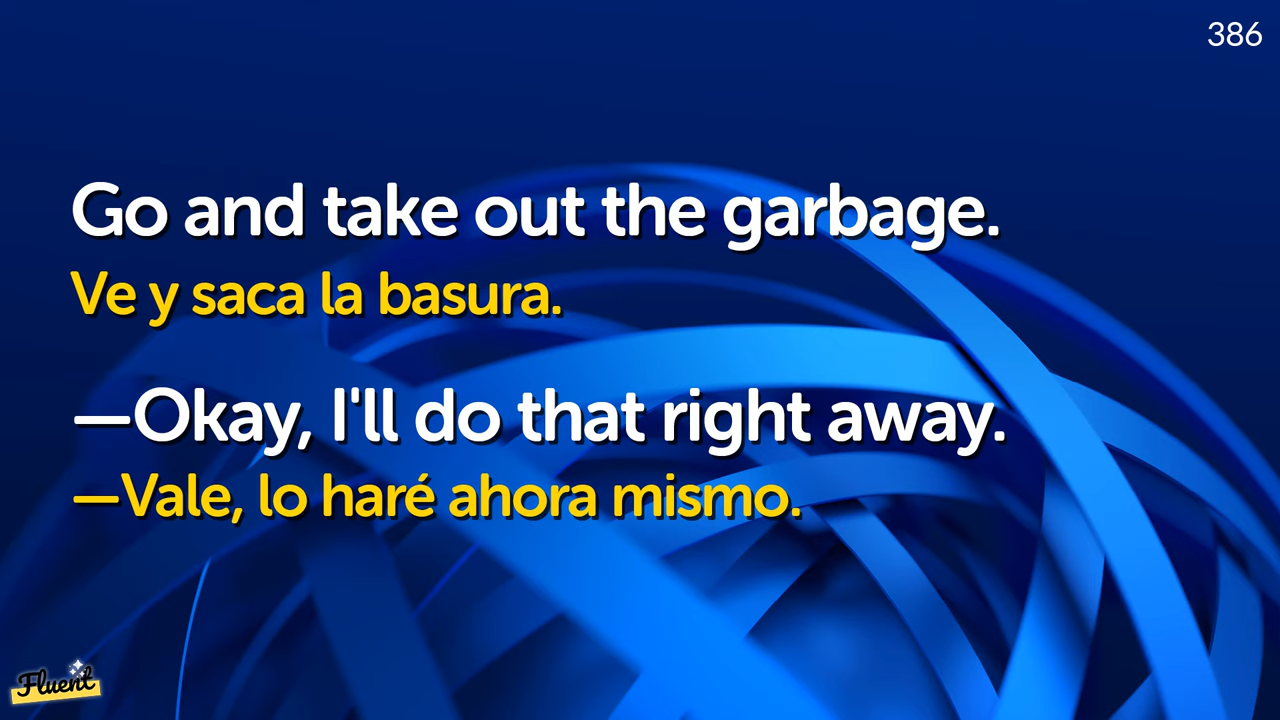 386
Go and take out the garbage.
Ve y saca la basura.
—Okay, I'll do that right away.
—Vale, lo haré ahora mismo.
Fluent